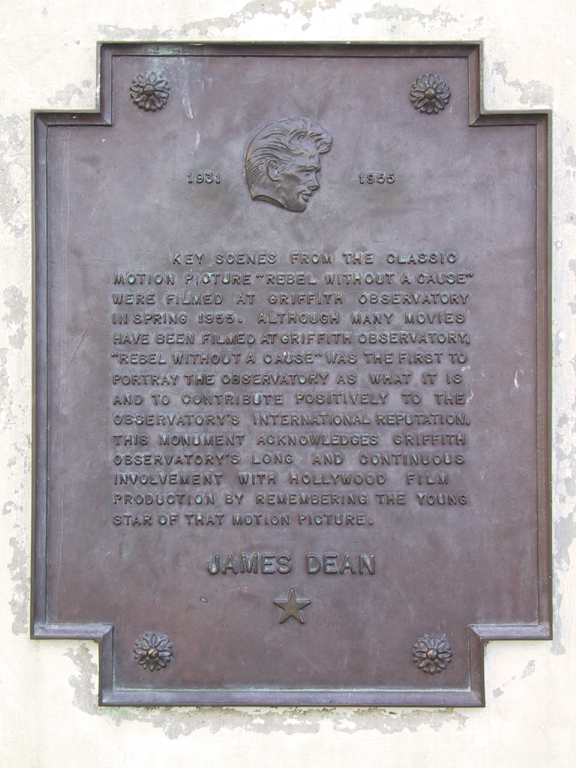 1931 1955
KEY SCENES FROM THE CLASSIC
MOTION PICTURE "REBEL WITHOUT A CAUSE"
WERE FILMED AT GRIFFITH OBSERVATORY
IN SPRING 1955. ALTHOUGH MANY MOVIES
HAVE BEEN FILMED AT GRIFFITH OBSERVATORY,
"REBEL WITHOUT A CAUSE" WAS THE FIRST TO
PORTRAY THE OBSERVATORY AS WHAT IT IS
AND TO CONTRIBUTE POSITIVELY TO THE
OBSERVATORY'S INTERNATIONAL REPUTATION.
THIS MONUMENT ACKNOWLEDGES GRIFFITH
OBSERVATORY'S LONG AND CONTINUOUS
INVOLVEMENT WITH HOLLYWOOD FILM
PRODUCTION BY REMEMBERING THE YOUNG
STAR OF THAT MOTION PICTURE.
JAMES DEAN